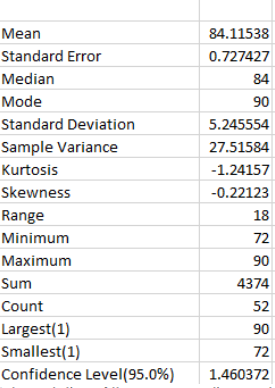 Mean 84.11538
Standard Error 0.727427
Median 84
Mode 90
Standard Deviation 5.245554
Sample Variance 27.51584
Kurtosis -1.24157
Skewness -0.22123
Range 18
Minimum 72
Maximum 90
Sum 4374
Count 52
Largest(1) 90
Smallest(1) 72
Confidence Level(95.0%) 1.460372